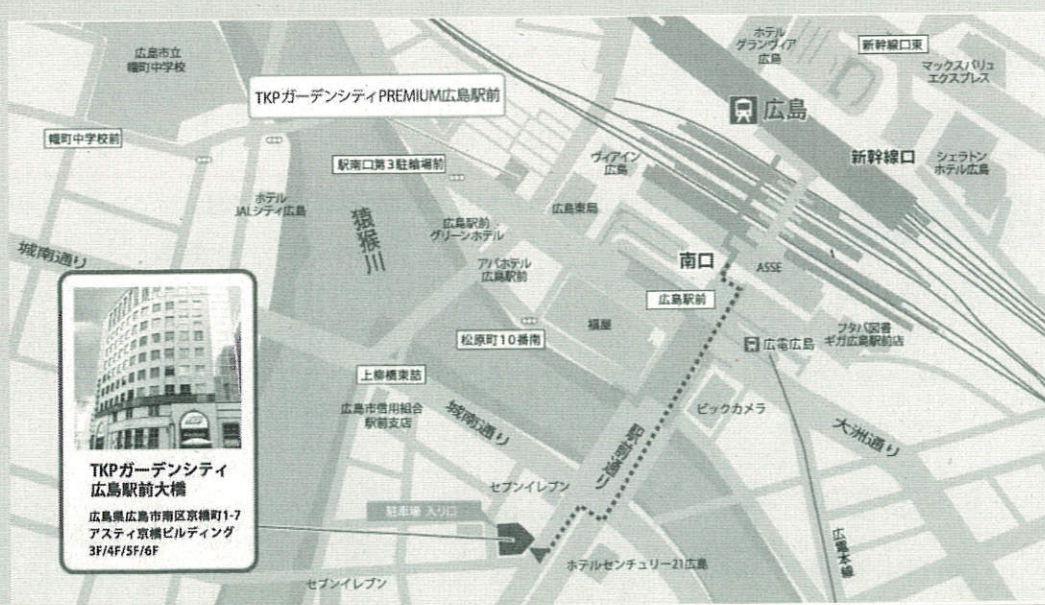 広島市立
幟町中学校
TKPガーデンシティPREMIUM広島駅前
幟町中学校前
駅南口第3駐輪場前
ホテル
JALシティ広島
猿猴川
広島駅前
グリーンホテル
アパホテル
広島駅前
城南通り
ホテル
グランヴィア
広島
新幹線口東
マックスバリュ
エクスプレス
広島
新幹線口
シェラトン
ホテル広島
ヴィアイン
広島
広島東局
南口
ASSE
広島駅前
福屋
松原町10番南
広電広島
フタバ図書
ギガ広島駅前店
上柳橋東詰
広島市信用組合
駅前支店
城南通り
ビックカメラ
大洲通り
駅前通り
セブンイレブン
駐車場 入り口
ホテルセンチュリー21広島
広電本線
セブンイレブン
TKPガーデンシティ
広島駅前大橋
広島県広島市南区京橋町1-7
アスティ京橋ビルディング
3F/4F/5F/6F